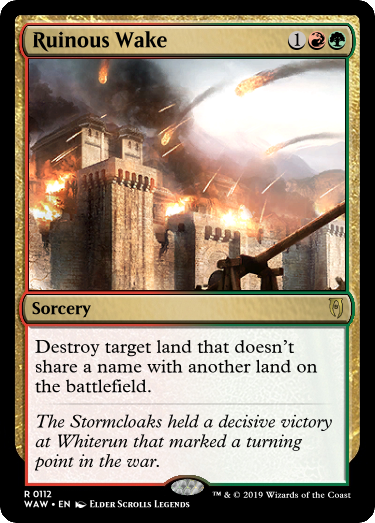 Ruinous Wake 1
Sorcery
Destroy target land that doesn't
share a name with another land on
the battlefield.
The Stormcloaks held a decisive victory
at Whiterun that marked a turning
point in the war.
R 0112
WAW • EN Elder Scrolls Legends
™ & © 2019 Wizards of the Coast